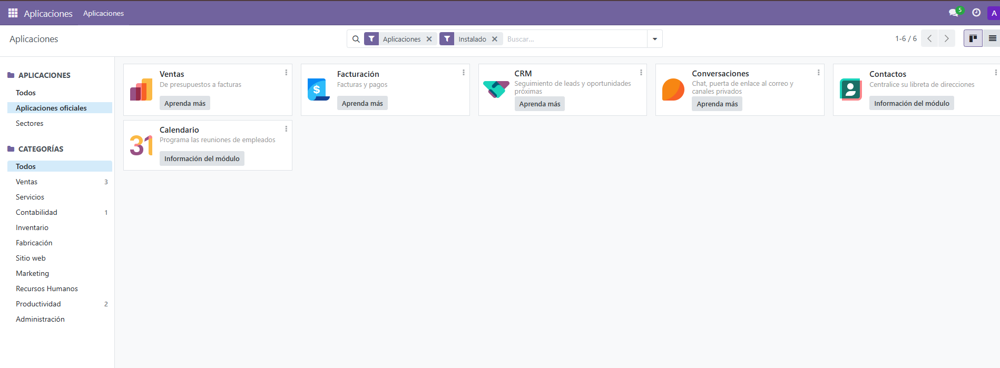 Aplicaciones Aplicaciones 5 A
Aplicaciones
Aplicaciones Instalado Buscar...
1-6 / 6
APLICACIONES
Todos
Aplicaciones oficiales
Sectores
CATEGORÍAS
Todos
Ventas 3
Servicios
Contabilidad 1
Inventario
Fabricación
Sitio web
Marketing
Recursos Humanos
Productividad 2
Administración
Ventas
De presupuestos a facturas
Aprenda más
$
Facturación
Facturas y pagos
Aprenda más
CRM
Seguimiento de leads y oportunidades
próximas
Aprenda más
Conversaciones
Chat, puerta de enlace al correo y
canales privados
Aprenda más
Contactos
Centralice su libreta de direcciones
Información del módulo
31
Calendario
Programa las reuniones de empleados
Información del módulo